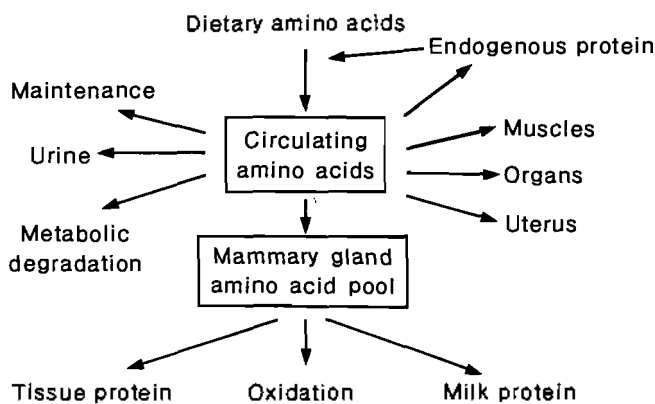 Dietary amino acids
Endogenous protein
Maintenance
Circulating
amino acids
Muscles
Urine
Organs
Metabolic
degradation
Uterus
Mammary gland
amino acid pool
Tissue protein
Oxidation
Milk protein